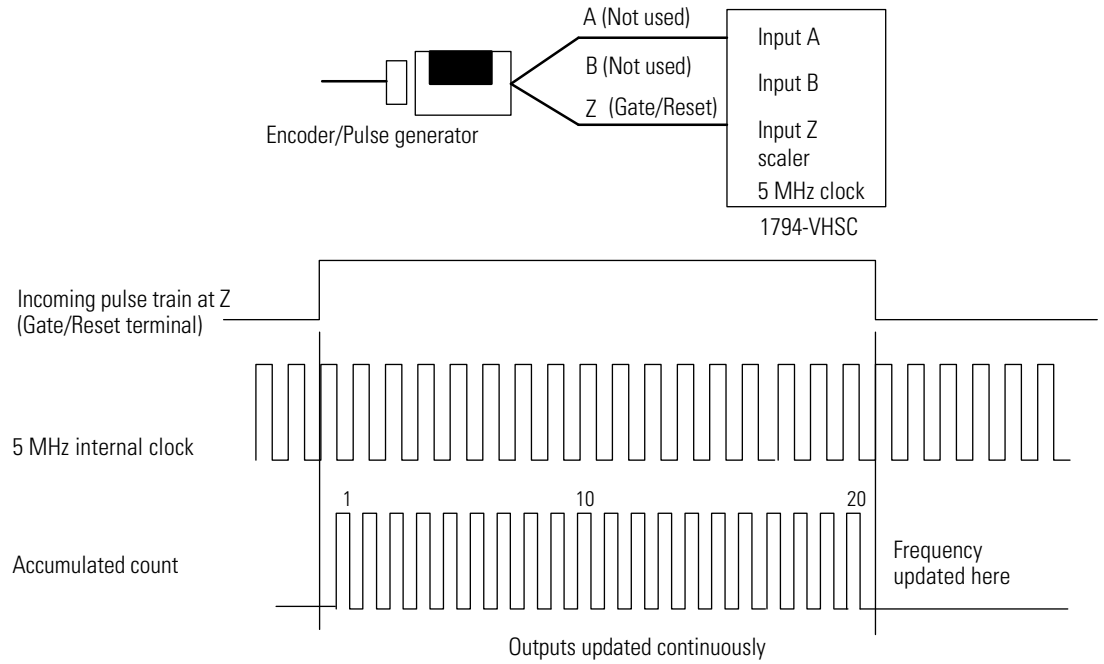 A (Not used)
Input A
B (Not used)
Input B
Z (Gate/Reset)
Input Z
scaler
Encoder/Pulse generator
5 MHz clock
1794-VHSC
Incoming pulse train at Z
(Gate/Reset terminal)
5 MHz internal clock
1 10 20
Accumulated count
Frequency
updated here
Outputs updated continuously